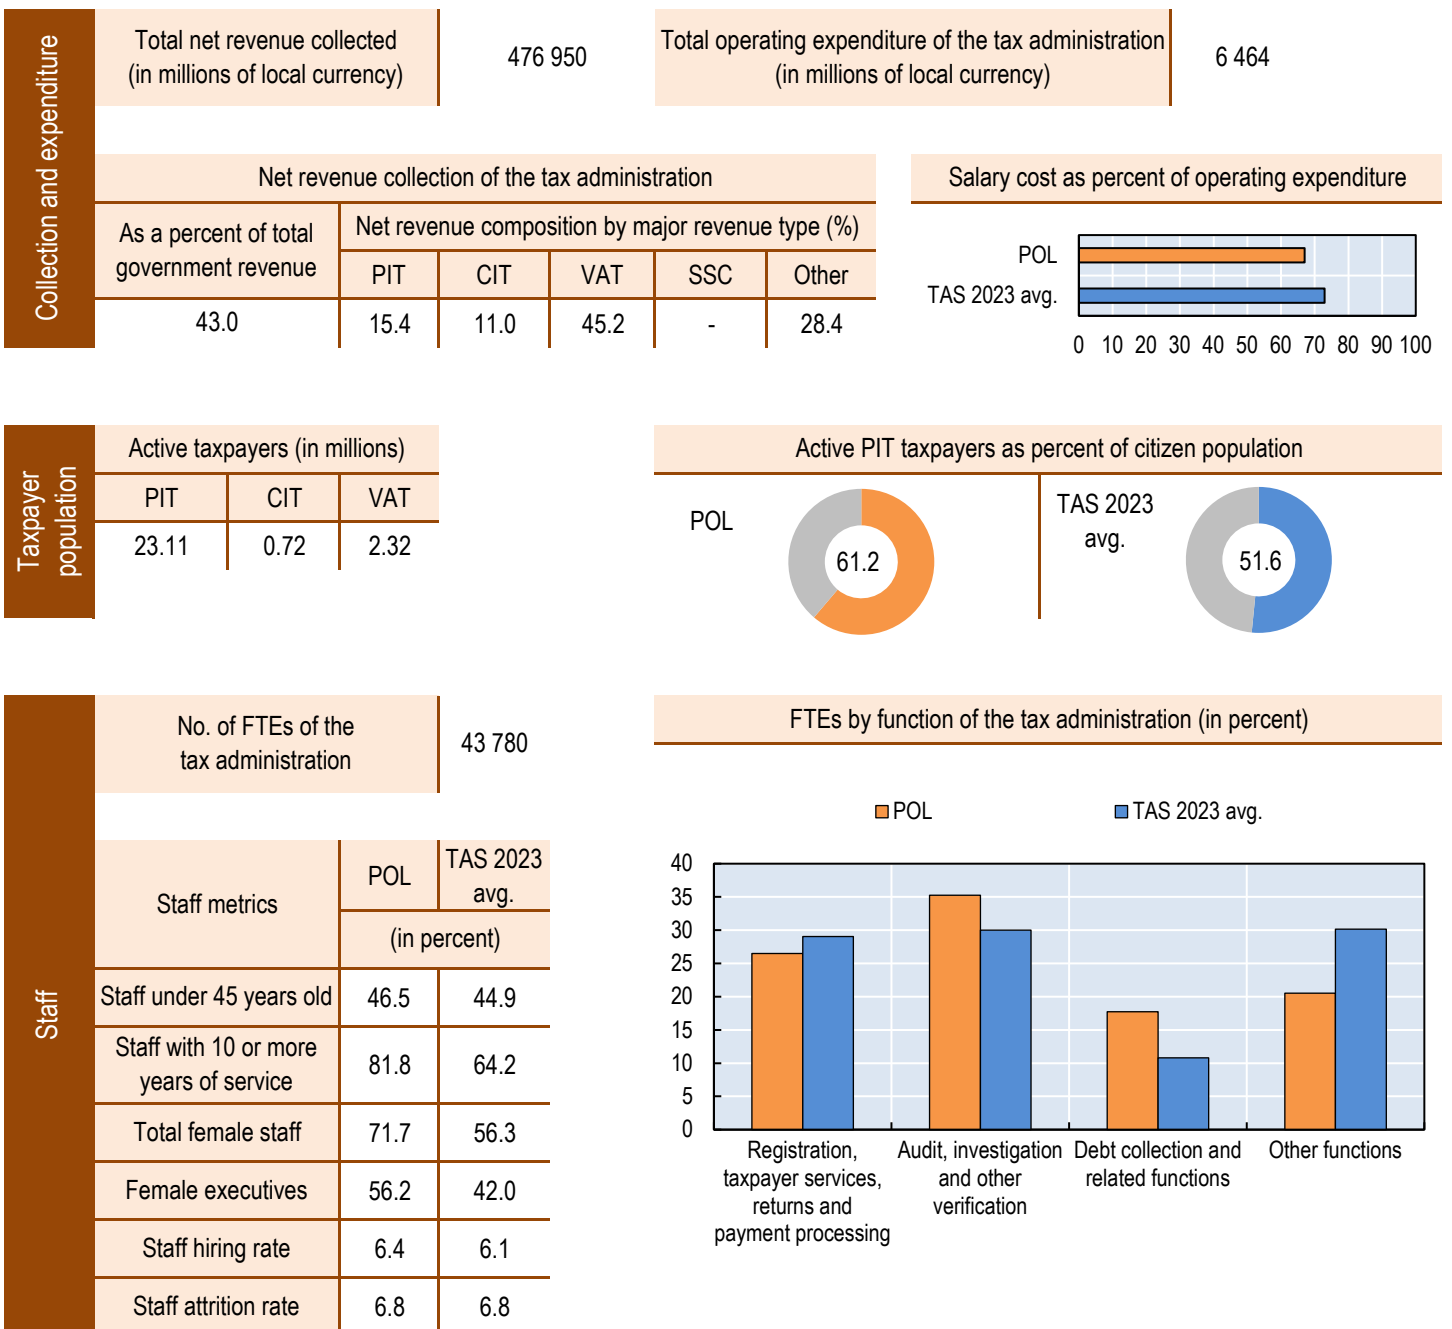 Collection and expenditure
Total net revenue collected
(in millions of local currency)
476 950
Total operating expenditure of the tax administration
(in millions of local currency)
6 464
Net revenue collection of the tax administration
As a percent of total
government revenue
Net revenue composition by major revenue type (%)
PIT CIT VAT SSC Other
43.0 15.4 11.0 45.2 - 28.4
Salary cost as percent of operating expenditure
POL
TAS 2023 avg.
0 10 20 30 40 50 60 70 80 90 100
Taxpayer
population
Active taxpayers (in millions)
PIT CIT VAT
23.11 0.72 2.32
Active PIT taxpayers as percent of citizen population
POL
61.2
TAS 2023
avg.
51.6
Staff
No. of FTEs of the
tax administration
43 780
Staff metrics
POL
TAS 2023
avg.
(in percent)
Staff under 45 years old 46.5 44.9
Staff with 10 or more
years of service
81.8 64.2
Total female staff 71.7 56.3
Female executives 56.2 42.0
Staff hiring rate 6.4 6.1
Staff attrition rate 6.8 6.8
FTEs by function of the tax administration (in percent)
POL
TAS 2023 avg.
40
35
30
25
20
15
10
5
0
Registration,
taxpayer services,
returns and
payment processing
Audit, investigation
and other
verification
Debt collection and
related functions
Other functions